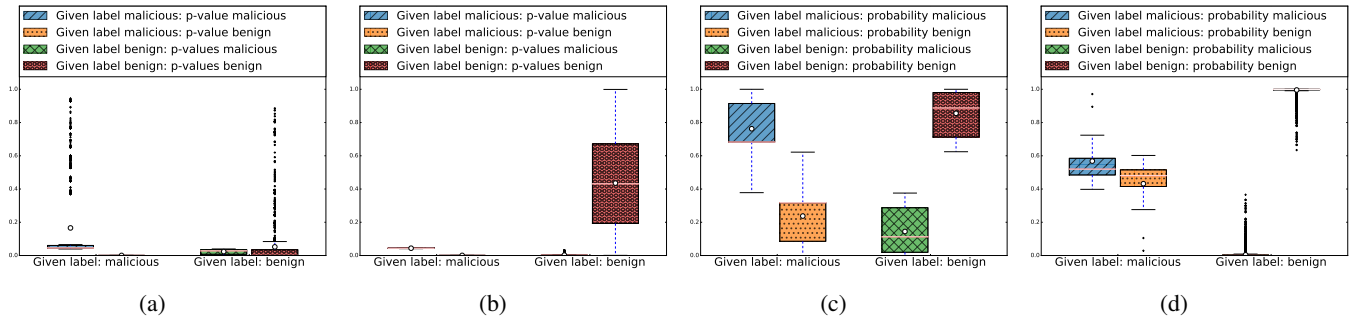 Given label malicious: p-value malicious
Given label malicious: p-value benign
Given label benign: p-values malicious
Given label benign: p-values benign
1.0
0.8
0.6
0.4
0.2
0.0
Given label: malicious Given label: benign
(a)
Given label malicious: p-value malicious
Given label malicious: p-value benign
Given label benign: p-values malicious
Given label benign: p-values benign
1.0
0.8
0.6
0.4
0.2
0.0
Given label: malicious Given label: benign
(b)
Given label malicious: probability malicious
Given label malicious: probability benign
Given label benign: probability malicious
Given label benign: probability benign
1.0
0.8
0.6
0.4
0.2
0.0
Given label: malicious Given label: benign
(c)
Given label malicious: probability malicious
Given label malicious: probability benign
Given label benign: probability malicious
Given label benign: probability benign
1.0
0.8
0.6
0.4
0.2
0.0
Given label: malicious Given label: benign
(d)